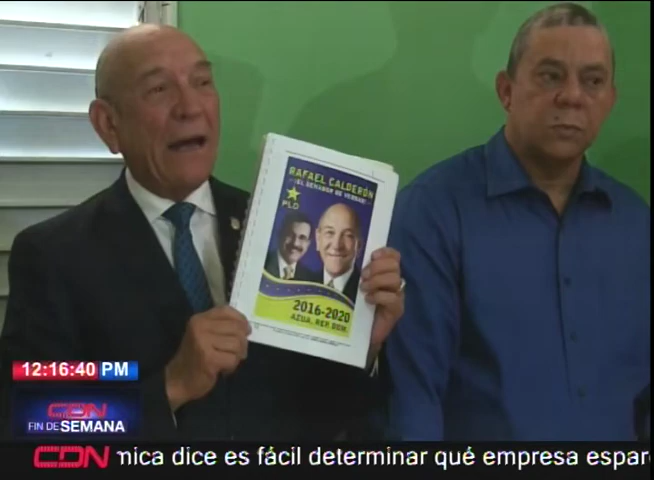 RAFAEL CALDERÓN
¡EL SENADOR DE VERDAD!
PLD
2016-2020
AZUA, REP. DOM.
12:16:40 PM
CDN
FIN DE SEMANA
CDN mica dice es fácil determinar qué empresa espar